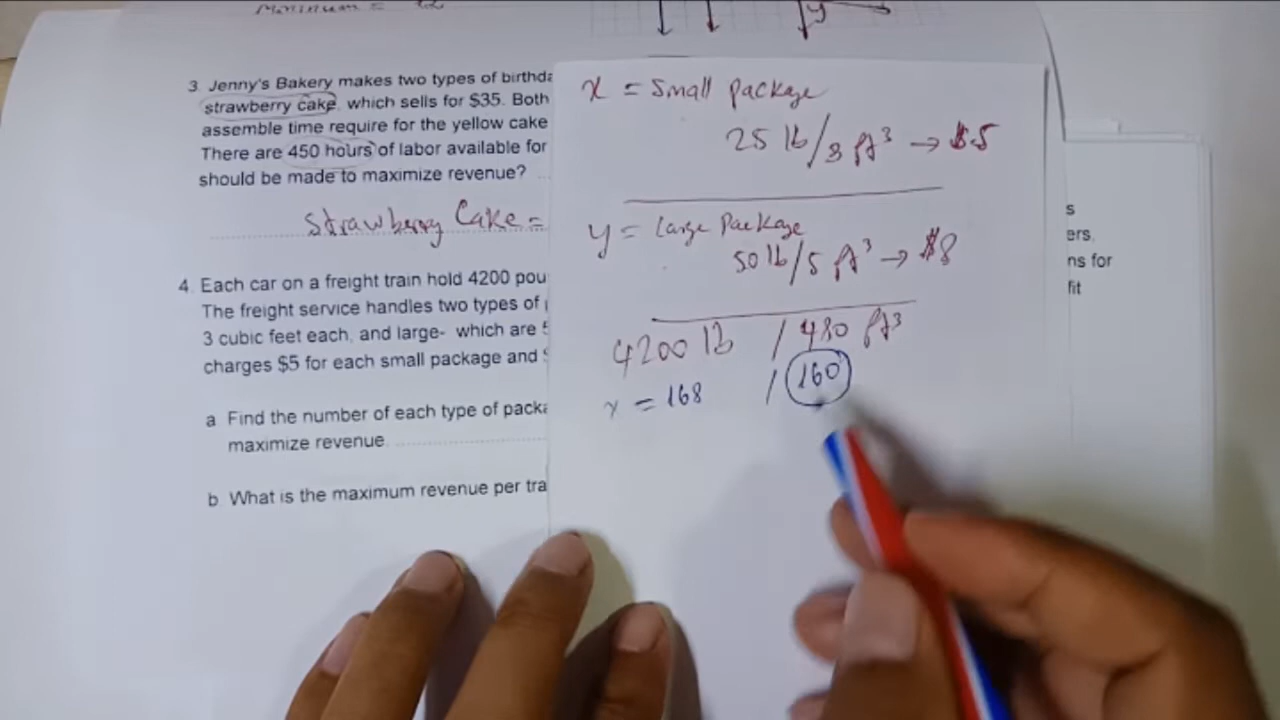 3. Jenny's Bakery makes two types of birthda
strawberry cake, which sells for $35. Both
assemble time require for the yellow cake
There are 450 hours of labor available for
should be made to maximize revenue?
Strawberry Cake =
4. Each car on a freight train hold 4200 pou
The freight service handles two types of
3 cubic feet each, and large- which are
charges $5 for each small package and
a Find the number of each type of packa
maximize revenue
b. What is the maximum revenue per tra
x = Small Package
25 lb/3 ft³ → $5
y = Large Package
50 lb/5 ft³ → $8
4200 lb / 480 ft³
x = 168 / 160
y
s
ers,
ns for
fit